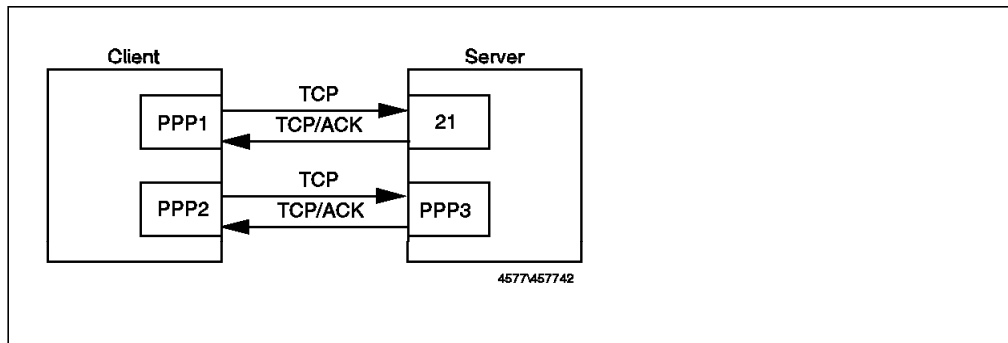 Client
Server
TCP
PPP1
21
TCP/ACK
TCP
PPP2
PPP3
TCP/ACK
4577\457742